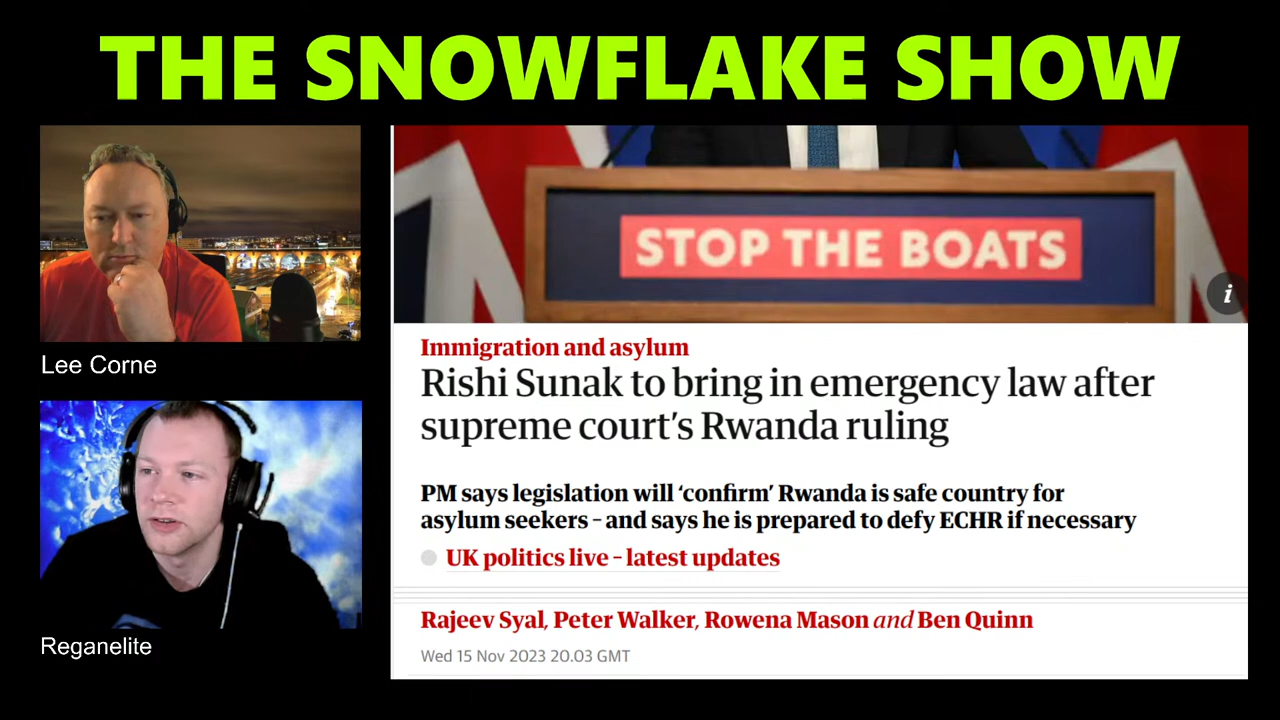 THE SNOWFLAKE SHOW
Lee Corne
Reganelite
STOP THE BOATS
i
Immigration and asylum
Rishi Sunak to bring in emergency law after
supreme court's Rwanda ruling
PM says legislation will ‘confirm’ Rwanda is safe country for
asylum seekers – and says he is prepared to defy ECHR if necessary
UK politics live – latest updates
Rajeev Syal, Peter Walker, Rowena Mason and Ben Quinn
Wed 15 Nov 2023 20.03 GMT